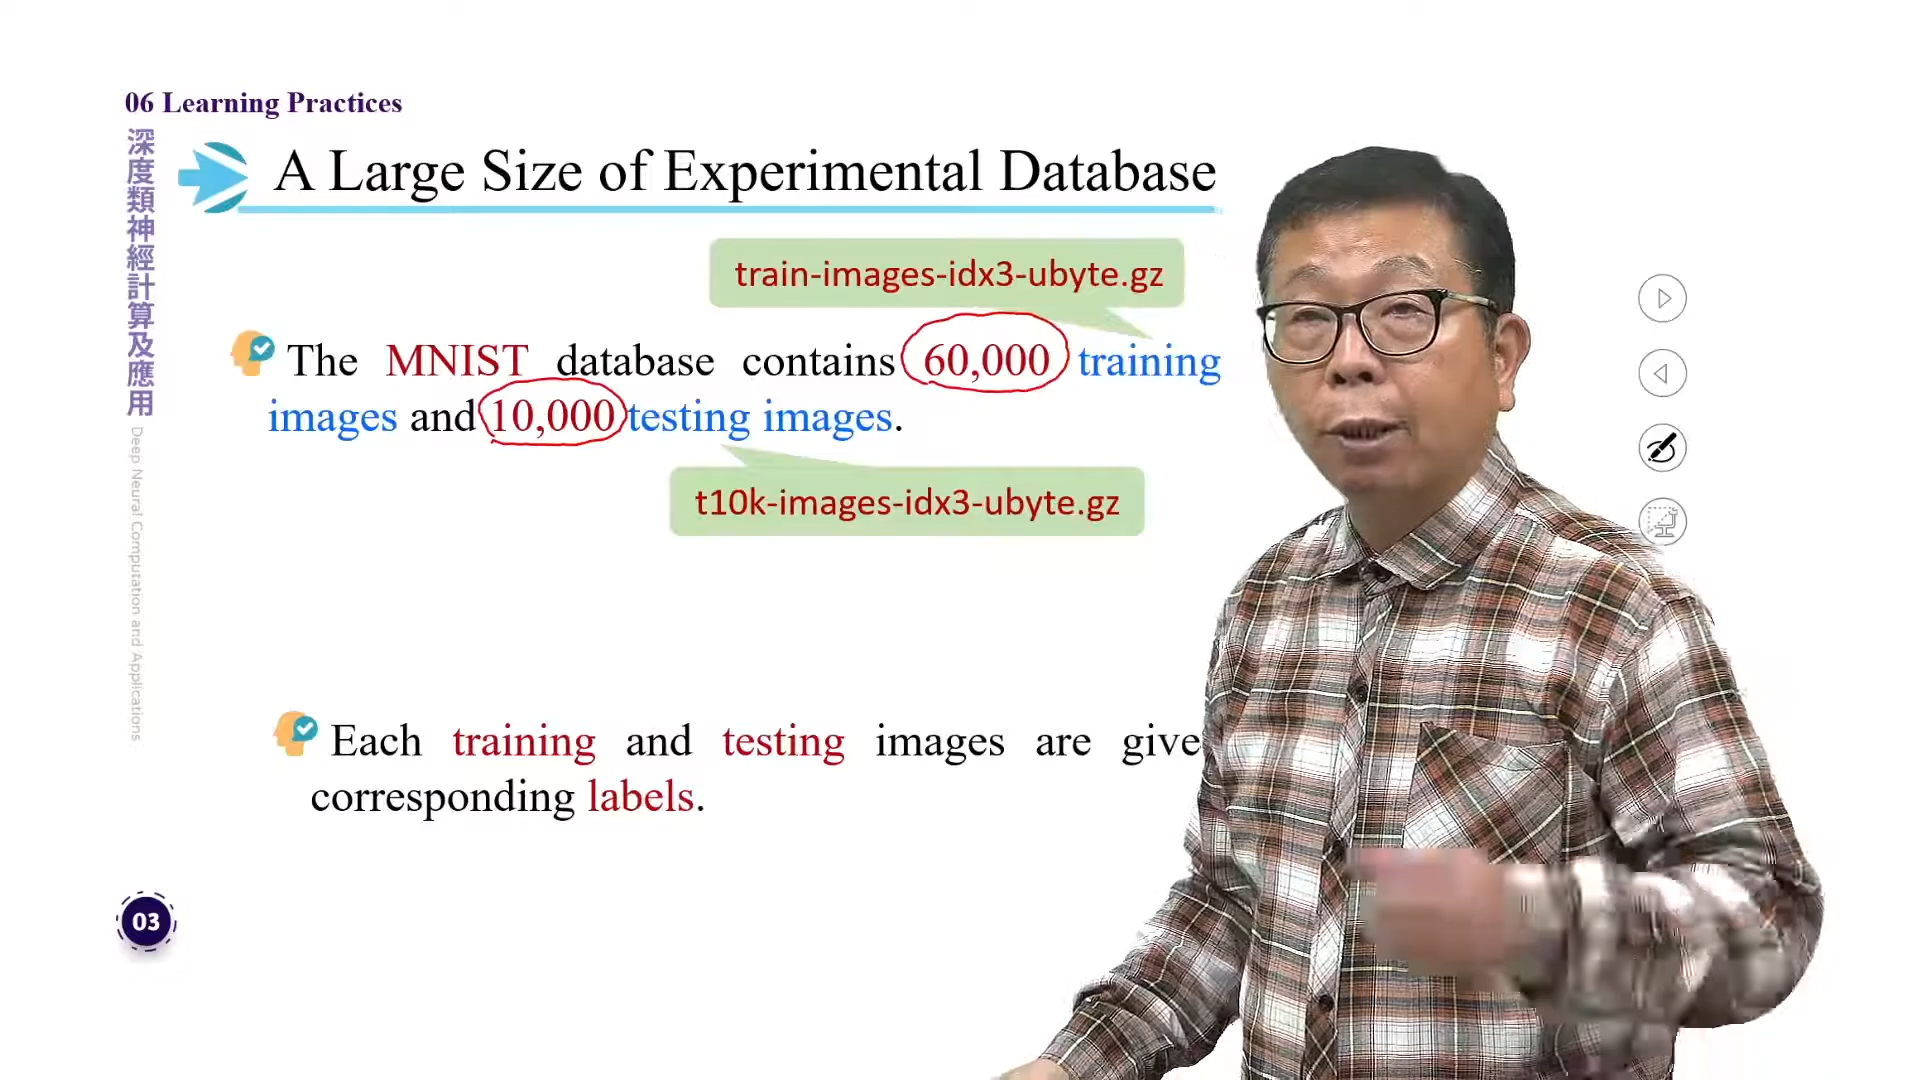 06 Learning Practices
深度類神經計算及應用
Deep Neural Computation and Applications
A Large Size of Experimental Database
train-images-idx3-ubyte.gz
The MNIST database contains 60,000 training
images and 10,000 testing images.
t10k-images-idx3-ubyte.gz
Each training and testing images are give
corresponding labels.
03